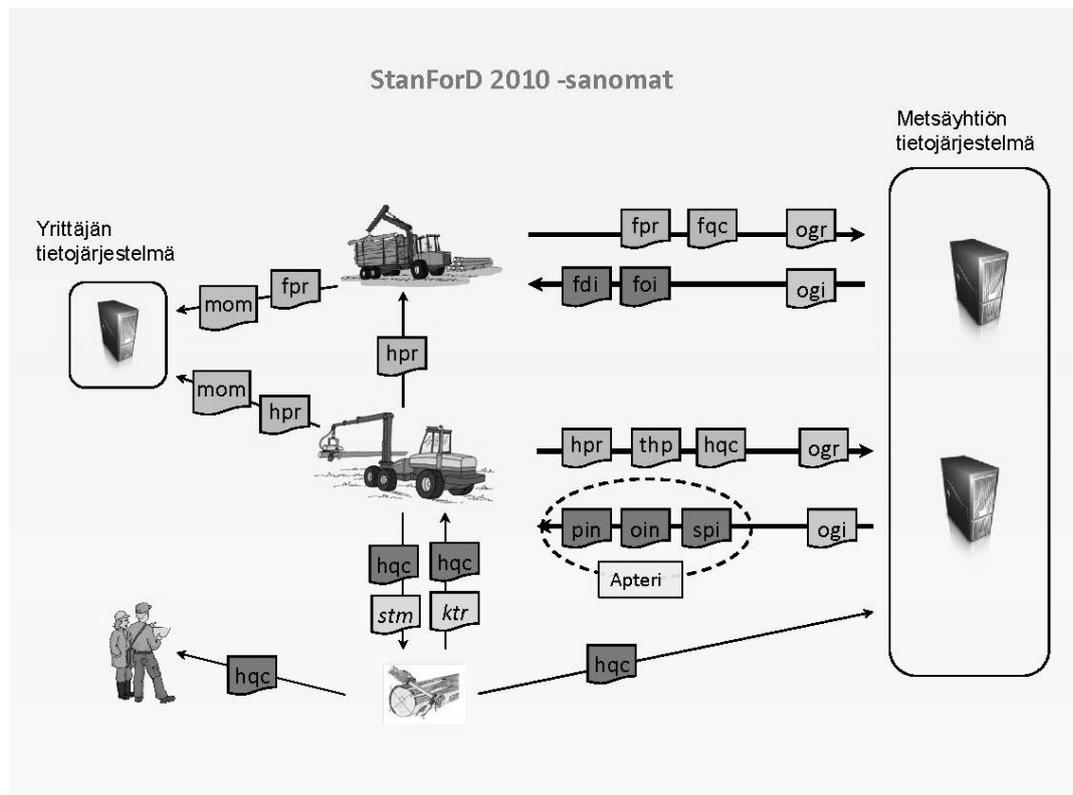 StanForD 2010 -sanomat
Metsäyhtiön
tietojärjestelmä
Yrittäjän
tietojärjestelmä
fpr fqc ogr
fdi foi ogi
mom fpr
hpr
mom hpr
hpr thp hqc ogr
pin oin spi ogi
Apteri
hqc hqc
stm ktr
hqc
hqc